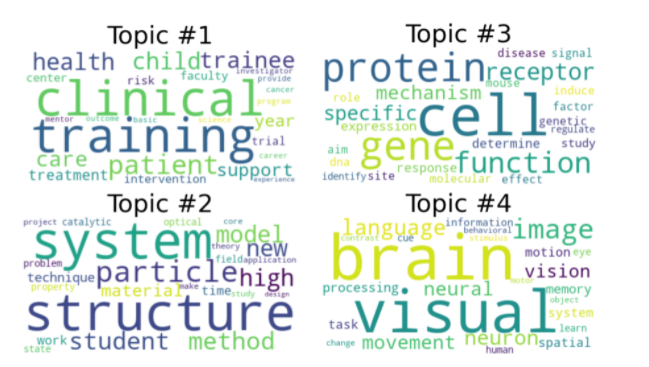 Topic #1
health child trainee
investigator
center risk faculty provide
cancer
clinical program
mentor outcome basic science year
training trial
care patient career
treatment intervention support
experience
Topic #3
disease signal
protein receptor
mouse
role mechanism induce
specific cell factor
expression genetic
regulate
gene determine study
aim
dna response function
identify site molecular effect
Topic #2
project catalytic optical core
system model
theory new
problem field application
technique particle high
property material make time study design
structure
work student method
state
Topic #4
language information image
behavioral
contrast cue stimulus
brain motion eye
vision
motor
processing neural memory
object
visual system
task learn
change movement neuron spatial
human